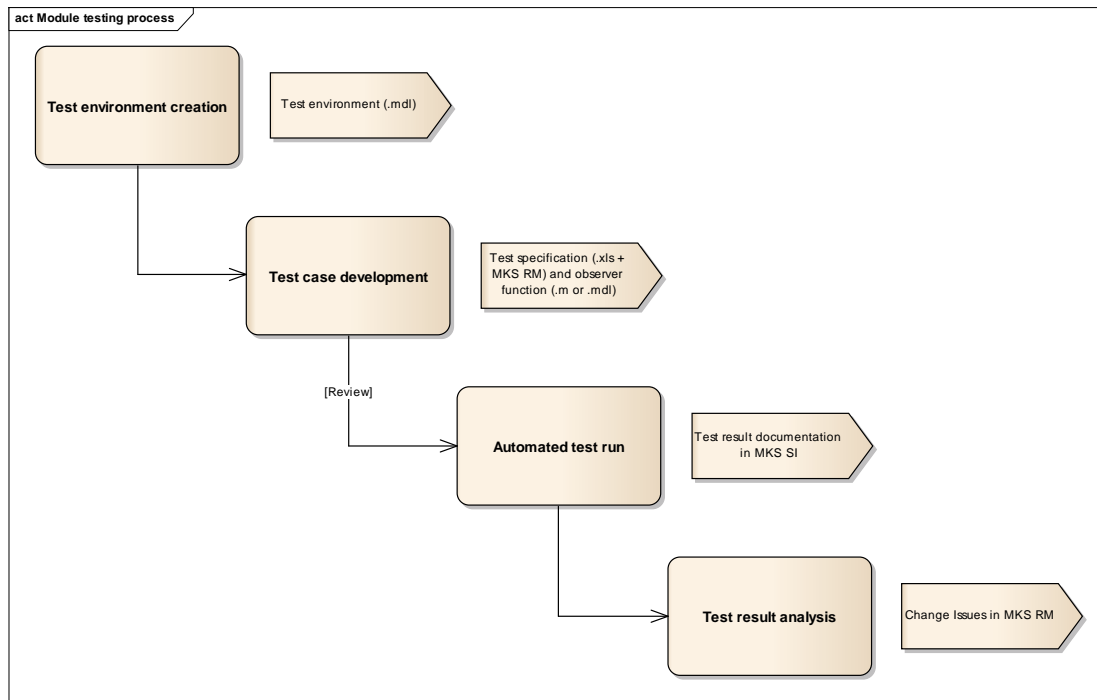 act Module testing process
Test environment creation
Test environment (.mdl)
Test case development
Test specification (.xls +
MKS RM) and observer
function (.m or .mdl)
[Review]
Automated test run
Test result documentation
in MKS SI
Test result analysis
Change Issues in MKS RM